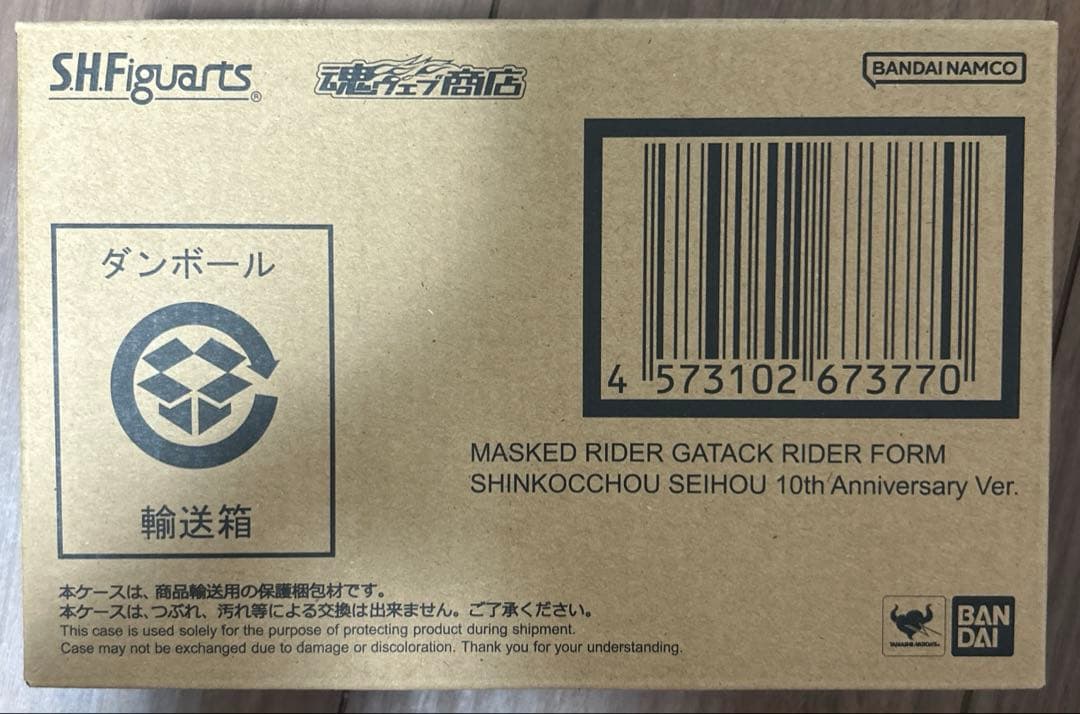 S.H.Figuarts®
魂ウェブ商店
BANDAI NAMCO
4 573102 673770
MASKED RIDER GATACK RIDER FORM
SHINKOCCHOU SEIHOU 10th Anniversary Ver.
ダンボール
輸送箱
本ケースは、商品輸送用の保護梱包材です。
本ケースは、つぶれ、汚れ等による交換は出来ません。ご了承ください。
This case is used solely for the purpose of protecting product during shipment.
Case may not be exchanged due to damage or discoloration. Thank you for your understanding.
TAMASHII NATIONS
BAN
DAI